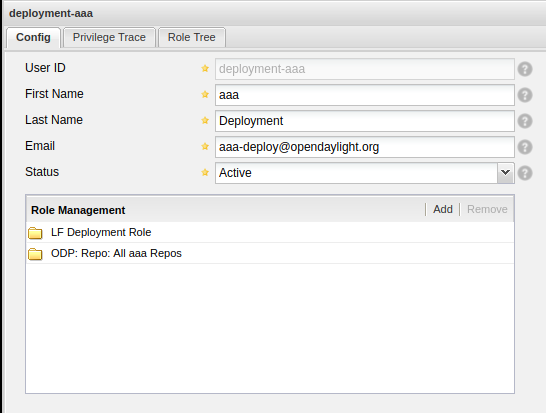 deployment-aaa
Config Privilege Trace Role Tree
User ID deployment-aaa
First Name aaa
Last Name Deployment
Email aaa-deploy@opendaylight.org
Status Active
Role Management Add Remove
LF Deployment Role
ODP: Repo: All aaa Repos